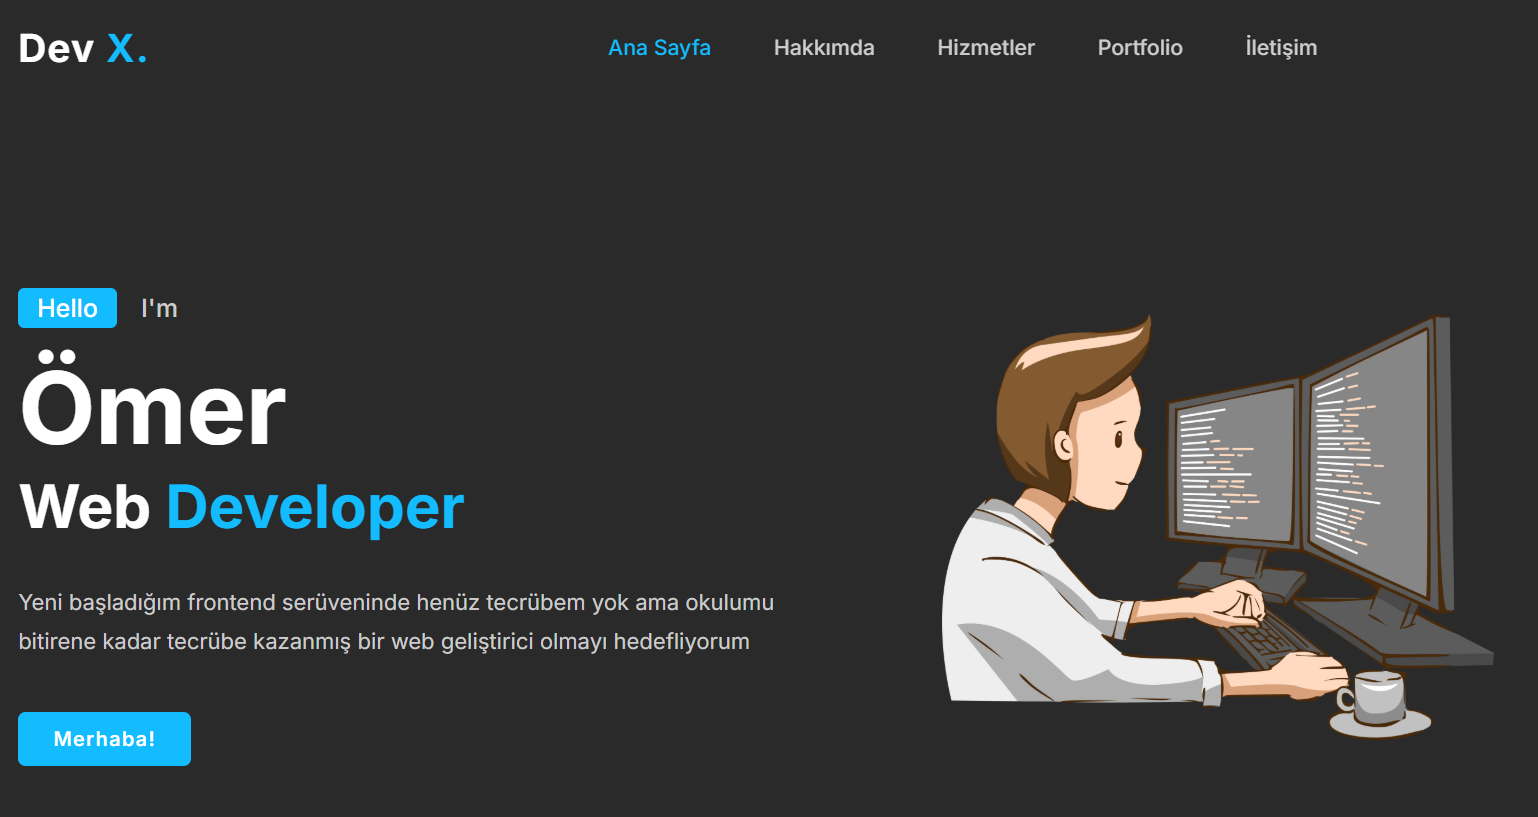 Dev X.
Ana Sayfa Hakkımda Hizmetler Portfolio İletişim
Hello I'm
Ömer
Web Developer
Yeni başladığım frontend serüveninde henüz tecrübem yok ama okulumu
bitirene kadar tecrübe kazanmış bir web geliştirici olmayı hedefliyorum
Merhaba!